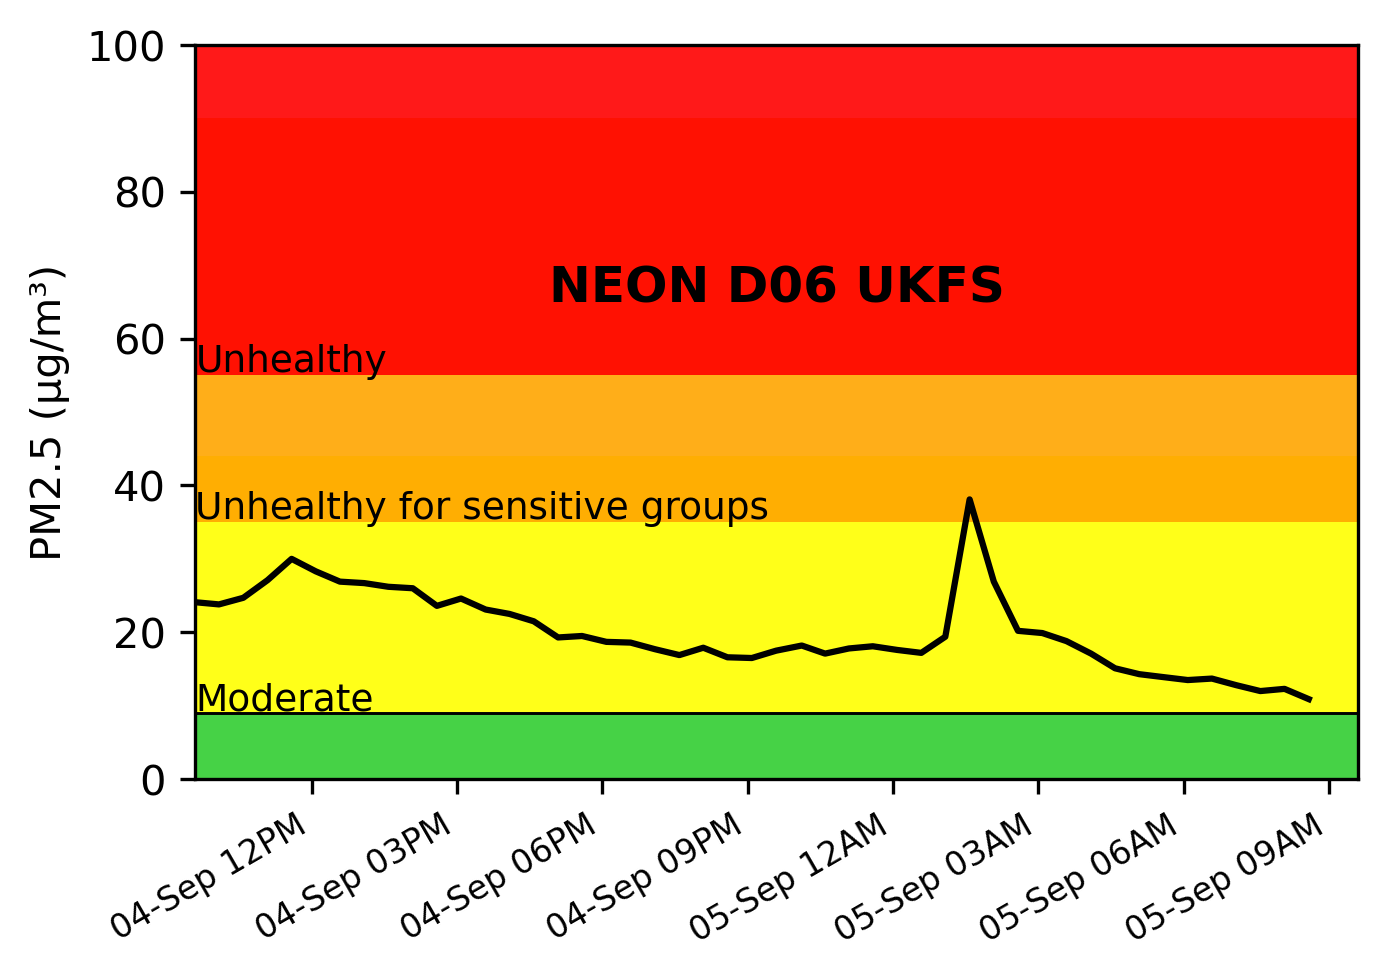 100
80
60
40
20
0
PM2.5 (µg/m³)
NEON D06 UKFS
Unhealthy
Unhealthy for sensitive groups
Moderate
04-Sep 12PM
04-Sep 03PM
04-Sep 06PM
04-Sep 09PM
05-Sep 12AM
05-Sep 03AM
05-Sep 06AM
05-Sep 09AM